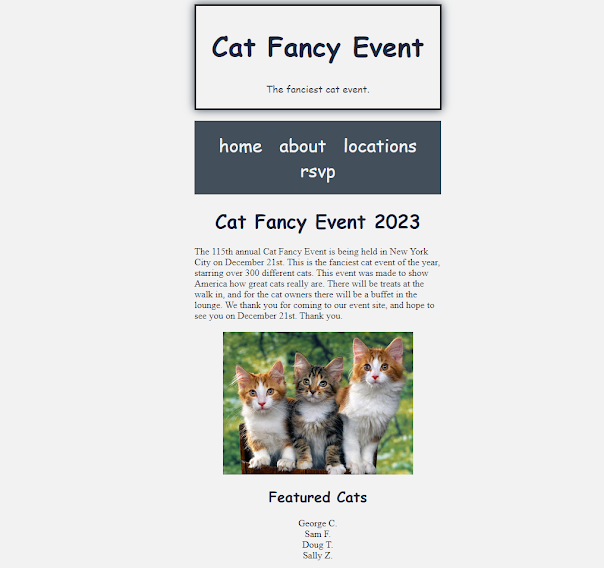 Cat Fancy Event
The fanciest cat event.
home about locations
rsvp
Cat Fancy Event 2023
The 115th annual Cat Fancy Event is being held in New York
City on December 21st. This is the fanciest cat event of the year,
starring over 300 different cats. This event was made to show
America how great cats really are. There will be treats at the
walk in, and for the cat owners there will be a buffet in the
lounge. We thank you for coming to our event site, and hope to
see you on December 21st. Thank you.
Featured Cats
George C.
Sam F.
Doug T.
Sally Z.